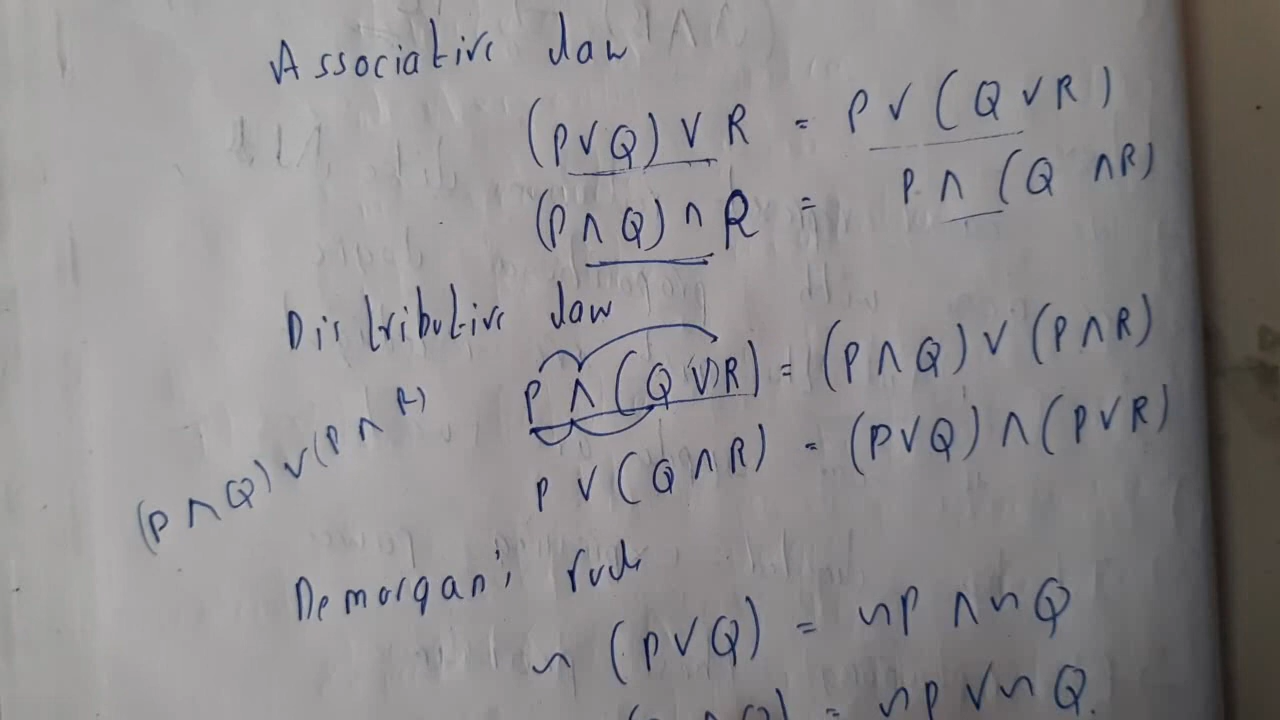 Associative law
(P∨Q) ∨ R = P ∨ (Q ∨ R)
(P ∧ Q) ∧ R = P ∧ (Q ∧ R)
Distributive law
P ∧ (Q ∨ R) = (P ∧ Q) ∨ (P ∧ R)
(P ∧ Q) ∨ (P ∧ R)
P ∨ (Q ∧ R) = (P ∨ Q) ∧ (P ∨ R)
Demorgan's rule
~ (P ∨ Q) = ~P ∧ ~Q
(P ∧ Q) = ~P ∨ ~Q.